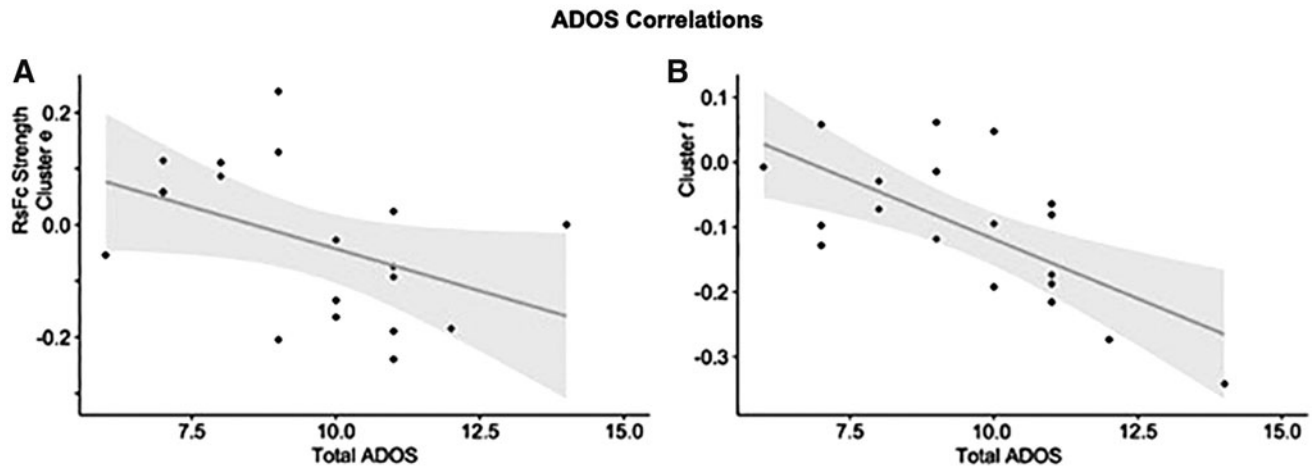 ADOS Correlations
A
RsFc Strength
Cluster e
0.2
0.0
-0.2
7.5 10.0 12.5 15.0
Total ADOS
B
Cluster f
0.1
0.0
-0.1
-0.2
-0.3
7.5 10.0 12.5 15.0
Total ADOS